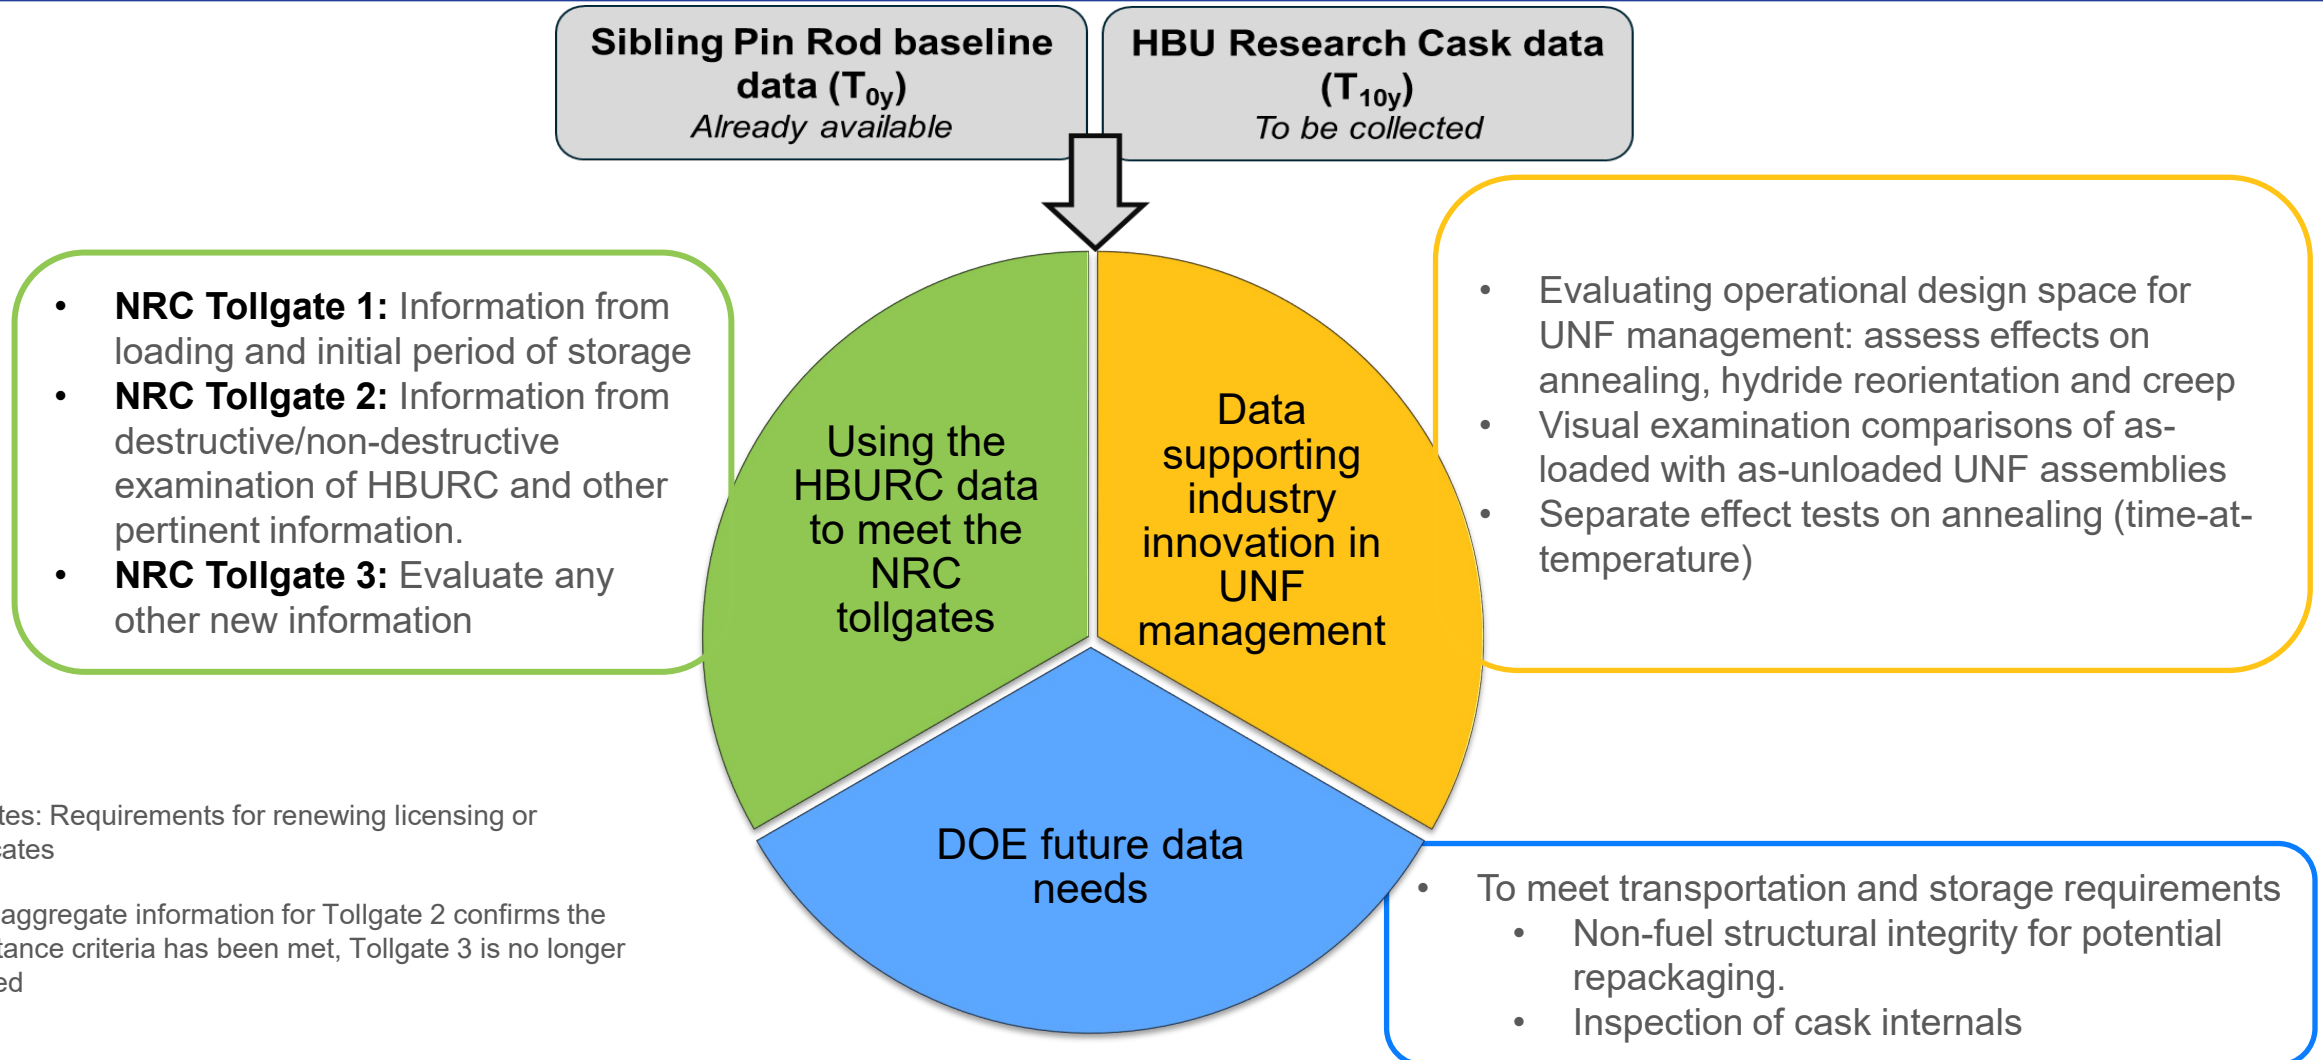 Sibling Pin Rod baseline
data (T0y)
Already available
HBU Research Cask data
(T10y)
To be collected
• NRC Tollgate 1: Information from
loading and initial period of storage
• NRC Tollgate 2: Information from
destructive/non-destructive
examination of HBURC and other
pertinent information.
• NRC Tollgate 3: Evaluate any
other new information
Using the
HBURC data
to meet the
NRC
tollgates
Data
supporting
industry
innovation in
UNF
management
• Evaluating operational design space for
UNF management: assess effects on
annealing, hydride reorientation and creep
• Visual examination comparisons of as-
loaded with as-unloaded UNF assemblies
• Separate effect tests on annealing (time-at-
temperature)
DOE future data
needs
• To meet transportation and storage requirements
• Non-fuel structural integrity for potential
repackaging.
• Inspection of cask internals
tes: Requirements for renewing licensing or
cates
aggregate information for Tollgate 2 confirms the
tance criteria has been met, Tollgate 3 is no longer
ed